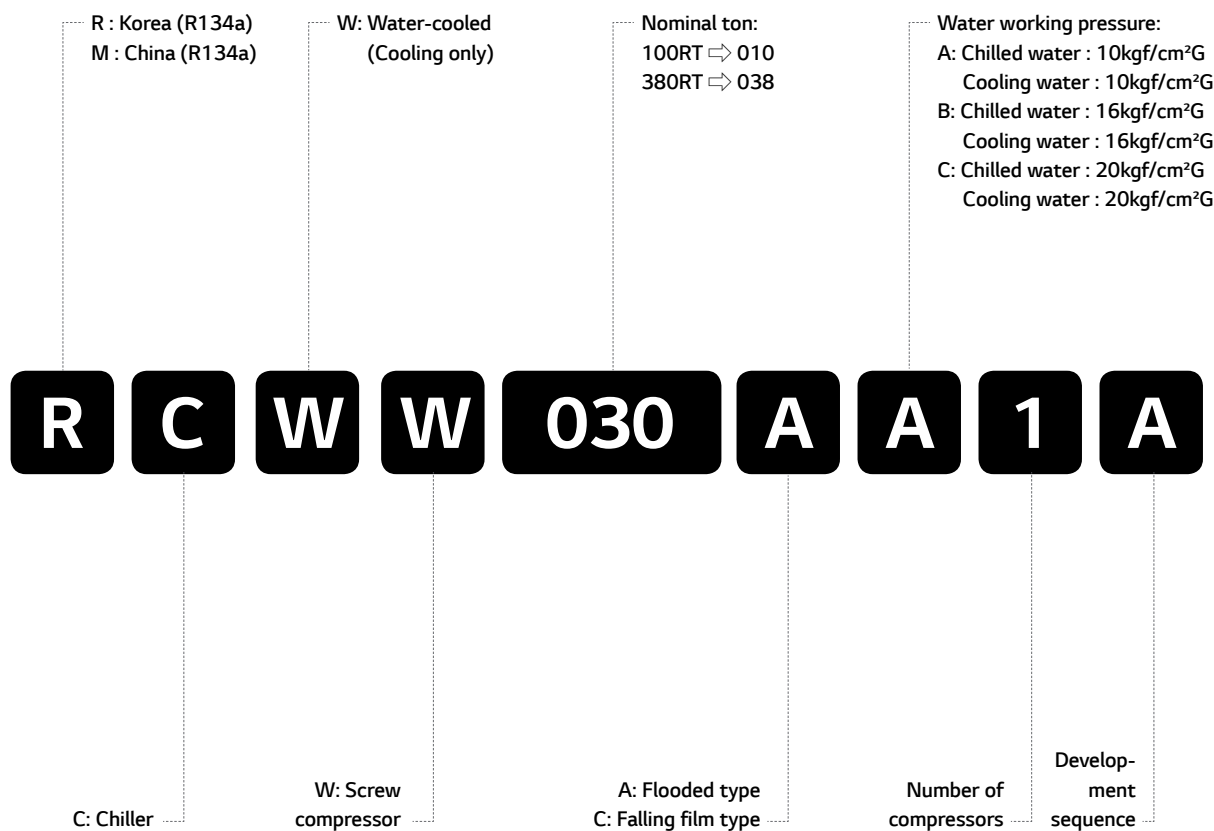 R : Korea (R134a)
M : China (R134a)
W: Water-cooled
(Cooling only)
Nominal ton:
100RT ⇨ 010
380RT ⇨ 038
Water working pressure:
A: Chilled water : 10kgf/cm²G
Cooling water : 10kgf/cm²G
B: Chilled water : 16kgf/cm²G
Cooling water : 16kgf/cm²G
C: Chilled water : 20kgf/cm²G
Cooling water : 20kgf/cm²G
R C W W 030 A A 1 A
C: Chiller
W: Screw
compressor
A: Flooded type
C: Falling film type
Number of
compressors
Develop-
ment
sequence